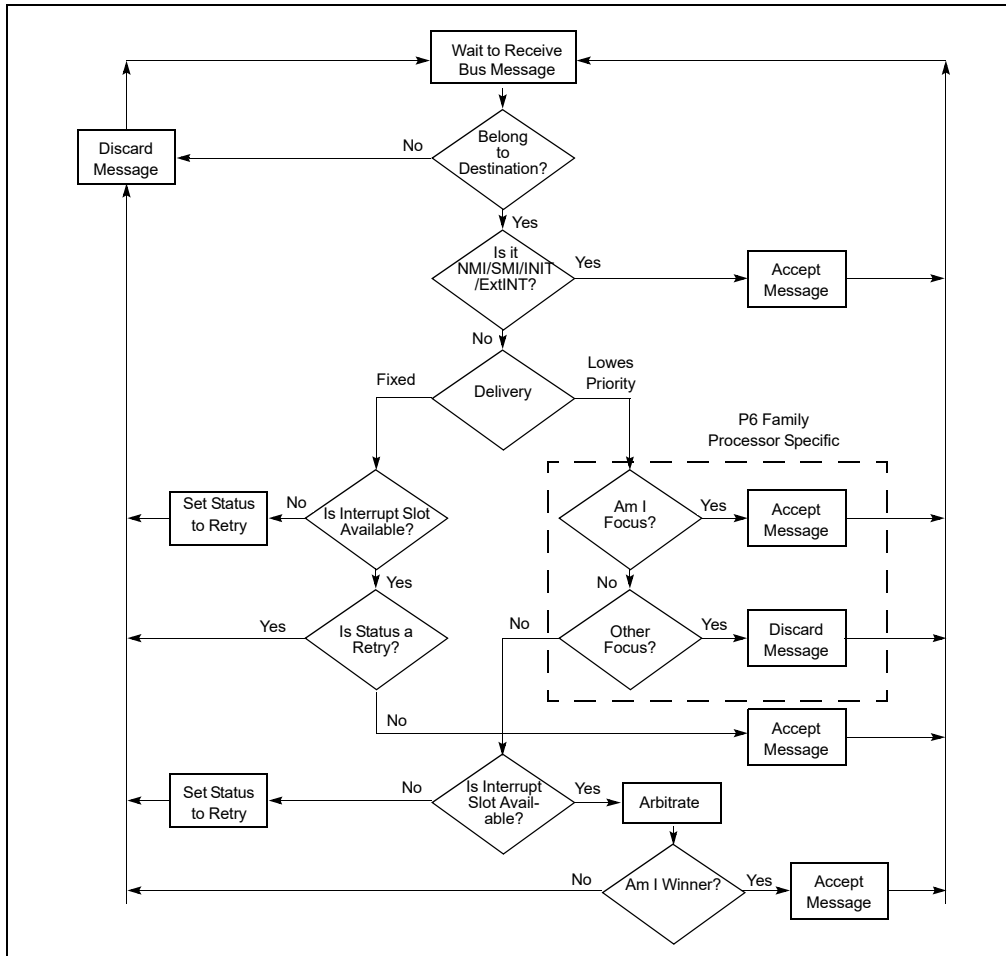 Wait to Receive
Bus Message
Belong
to
Destination?
No
Discard
Message
Yes
Is it
NMI/SMI/INIT
/ExtINT?
Yes
Accept
Message
No
Delivery
Fixed
Lowes
Priority
P6 Family
Processor Specific
Set Status
to Retry
No
Is Interrupt Slot
Available?
Am I
Focus?
Yes
Accept
Message
Yes
No
Yes
Is Status a
Retry?
No
Other
Focus?
Yes
Discard
Message
No
Accept
Message
Set Status
to Retry
No
Is Interrupt
Slot Avail-
able?
Yes
Arbitrate
No
Am I Winner?
Yes
Accept
Message